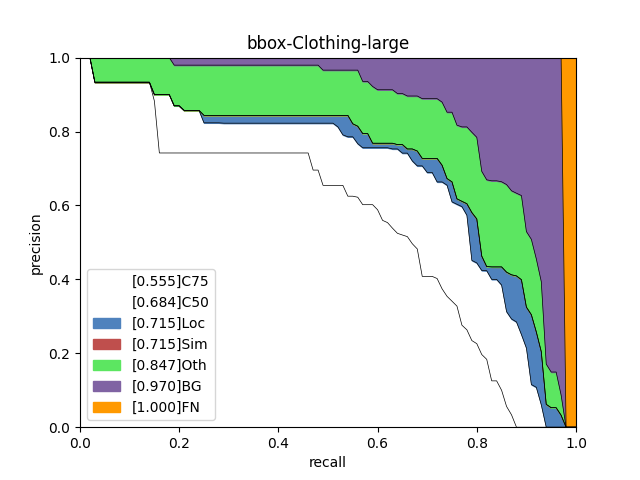 bbox-Clothing-large
precision
1.0
0.8
0.6
0.4
0.2
0.0
[0.555]C75
[0.684]C50
[0.715]Loc
[0.715]Sim
[0.847]Oth
[0.970]BG
[1.000]FN
0.0 0.2 0.4 0.6 0.8 1.0
recall